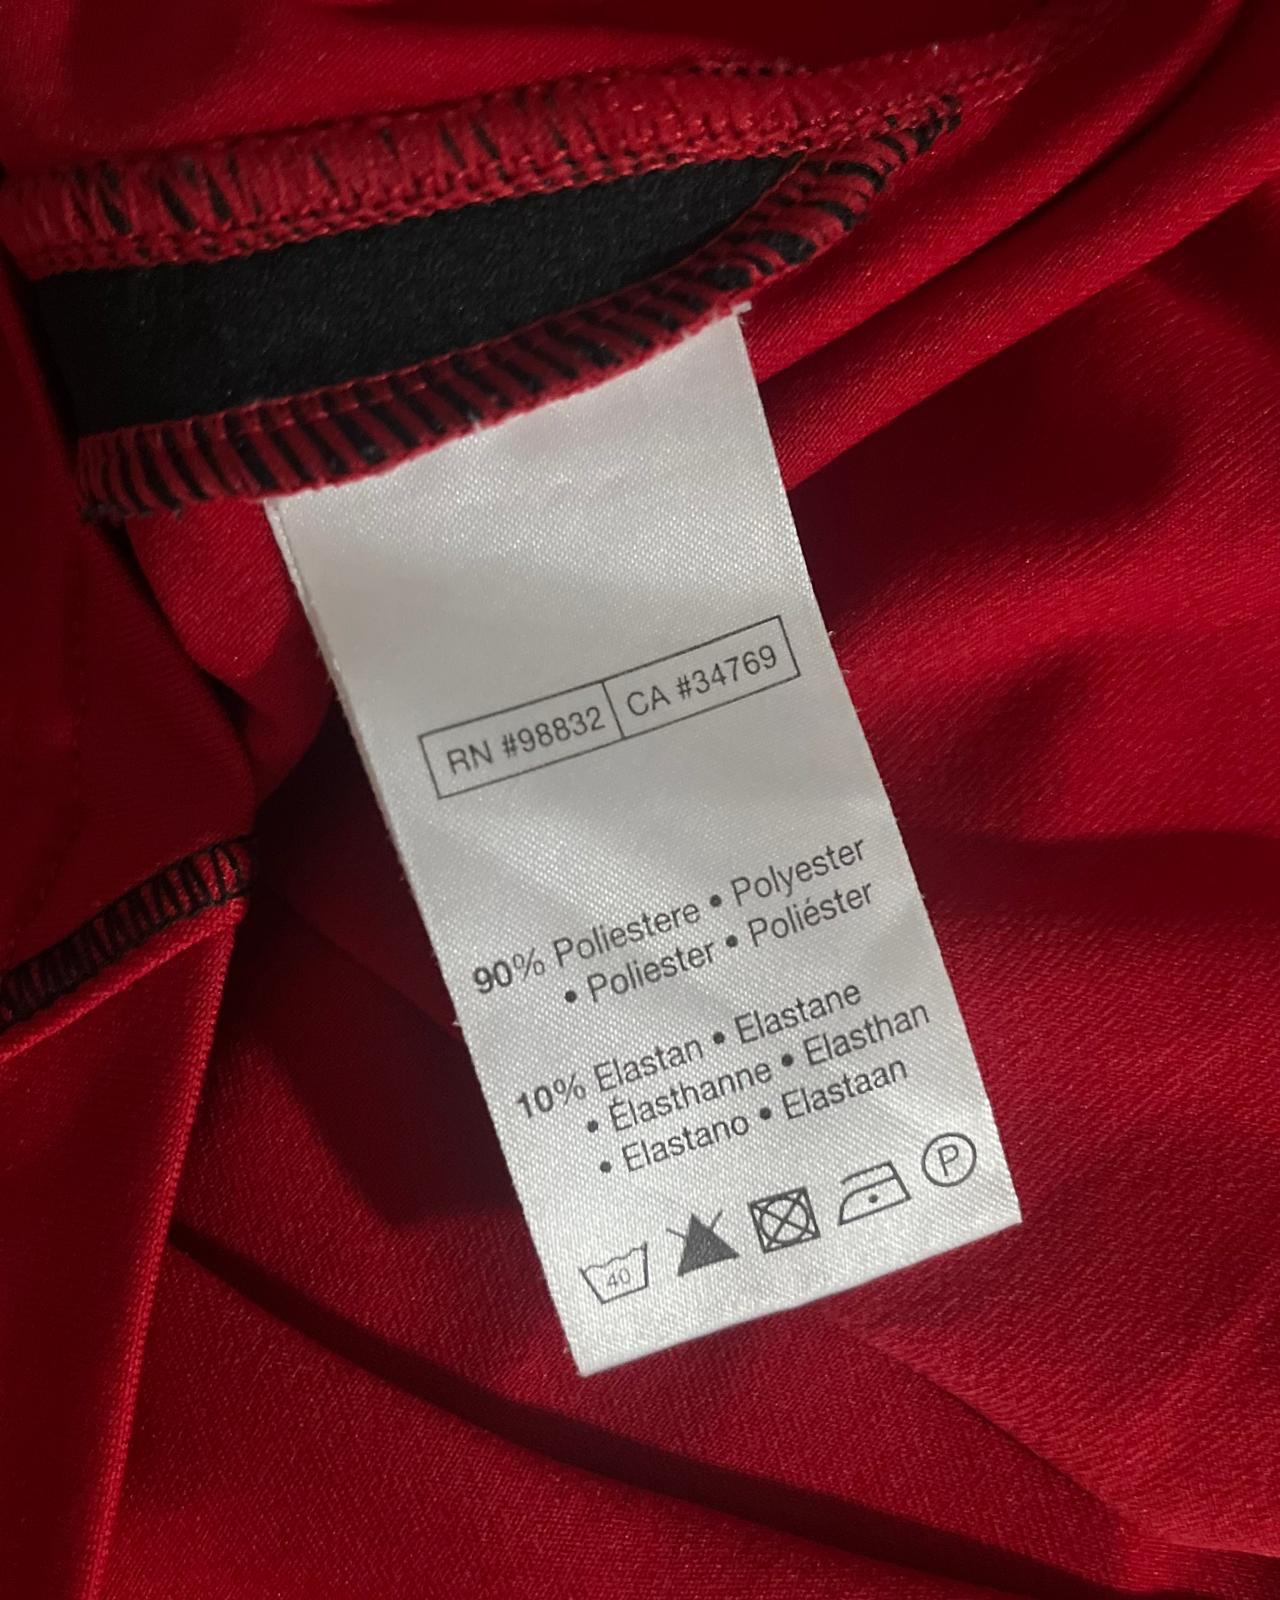 RN #98832 CA #34769
90% Poliestere • Polyester
• Poliester • Poliéster
10% Elastan • Elastane
• Élasthanne • Elasthan
• Elastano • Elastaan
40
P